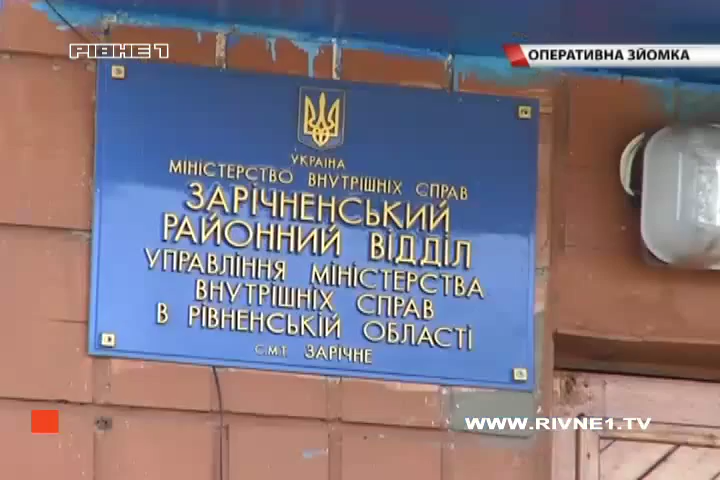 РІВНЕ 1
ОПЕРАТИВНА ЗЙОМКА
УКРАЇНА
МІНІСТЕРСТВО ВНУТРІШНІХ СПРАВ
ЗАРІЧНЕНСЬКИЙ
РАЙОННИЙ ВІДДІЛ
УПРАВЛІННЯ МІНІСТЕРСТВА
ВНУТРІШНІХ СПРАВ
В РІВНЕНСЬКІЙ ОБЛАСТІ
С.М.Т. ЗАРІЧНЕ
WWW.RIVNE1.TV